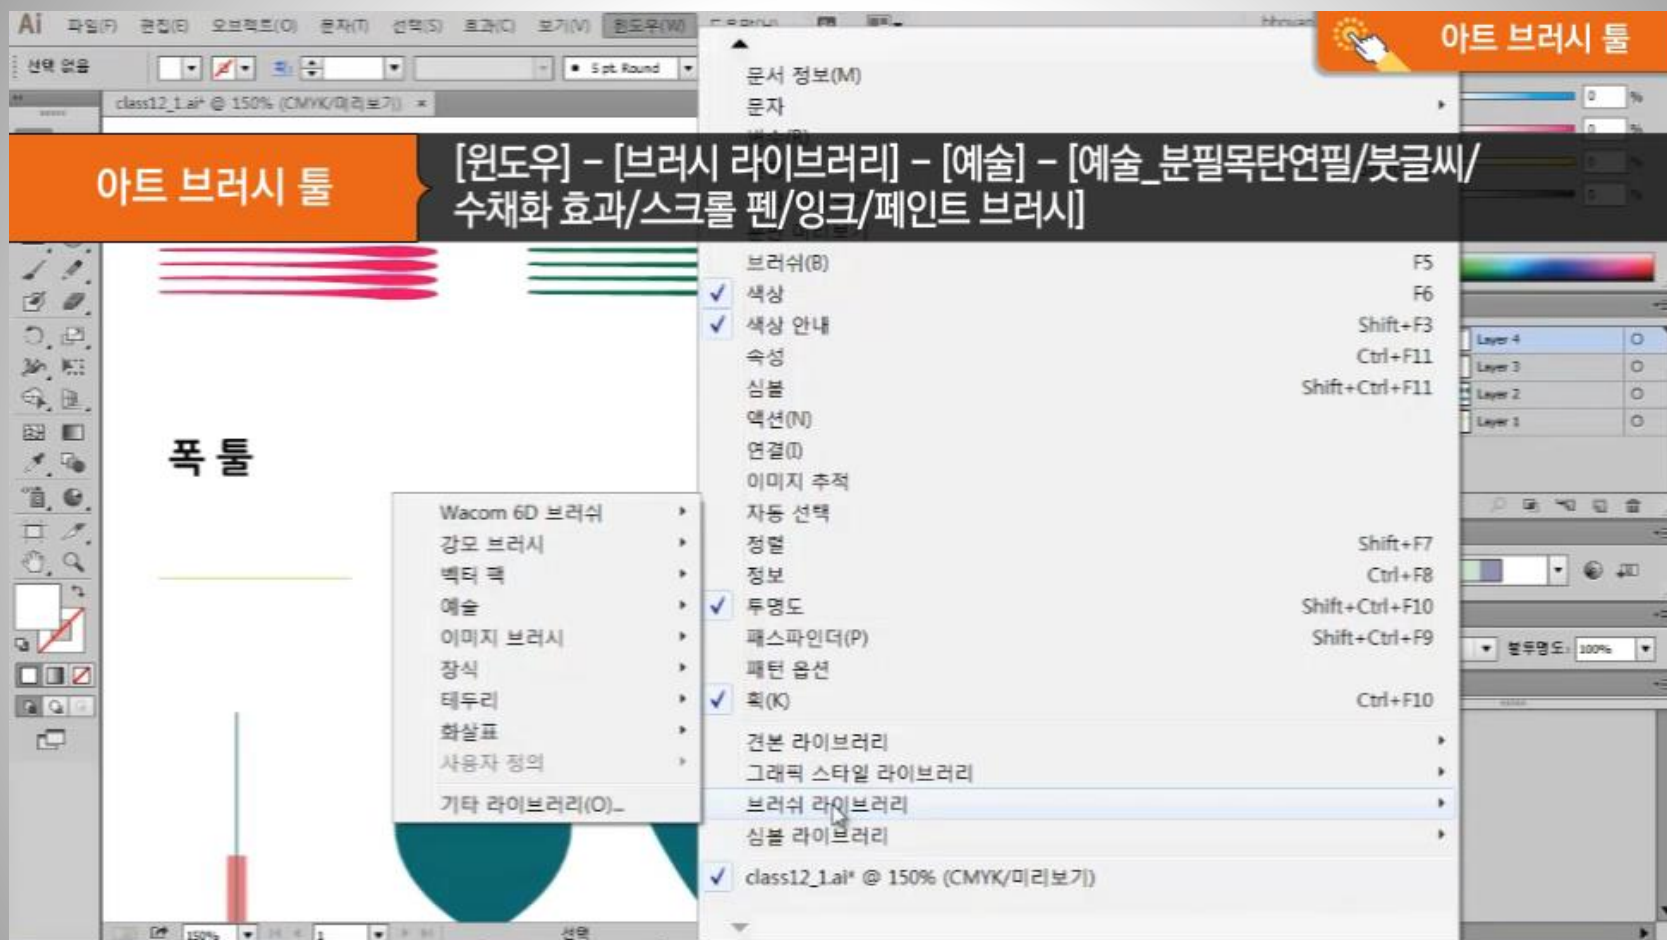 Ai 파일(F) 편집(E) 오브젝트(O) 문자(T) 선택(S) 효과(C) 보기(V) 윈도우(W)
아트 브러시 툴
선택 없음 획: 5 pt. Round
class12_1.ai* @ 150% (CMYK/미리보기) ×
문서 정보(M)
문자
0 %
0 %
아트 브러시 툴
[윈도우] – [브러시 라이브러리] – [예술] – [예술_분필목탄연필/붓글씨/
수채화 효과/스크롤 펜/잉크/페인트 브러시]
브러쉬(B) F5
색상 F6
색상 안내 Shift+F3
속성 Ctrl+F11
심볼 Shift+Ctrl+F11
액션(N)
연결(I)
이미지 추적
자동 선택
정렬 Shift+F7
정보 Ctrl+F8
투명도 Shift+Ctrl+F10
패스파인더(P) Shift+Ctrl+F9
패턴 옵션
획(K) Ctrl+F10
견본 라이브러리
그래픽 스타일 라이브러리
브러쉬 라이브러리
심볼 라이브러리
class12_1.ai* @ 150% (CMYK/미리보기)
Layer 4
Layer 3
Layer 2
Layer 1
불투명도: 100%
폭 툴
Wacom 6D 브러쉬
강모 브러시
벡터 팩
예술
이미지 브러시
장식
테두리
화살표
사용자 정의
기타 라이브러리(O)...
150% 1 선택